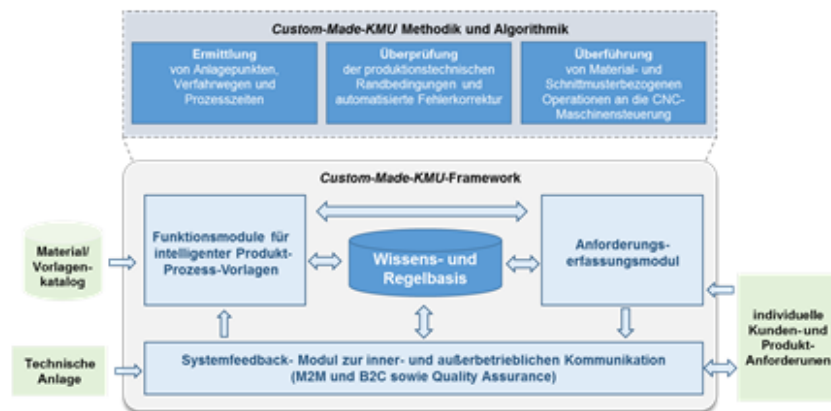 Custom-Made-KMU Methodik und Algorithmik
Ermittlung
von Anlagepunkten,
Verfahrwegen und
Prozesszeiten
Überprüfung
der produktionstechnischen
Randbedingungen und
automatisierte Fehlerkorrektur
Überführung
von Material- und
Schnittmusterbezogenen
Operationen an die CNC-
Maschinensteuerung
Custom-Made-KMU-Framework
Material/
Vorlagen-
katalog
Funktionsmodule für
intelligenter Produkt-
Prozess-Vorlagen
Wissens- und
Regelbasis
Anforderungs-
erfassungsmodul
individuelle
Kunden-und
Produkt-
Anforderunen
Technische
Anlage
Systemfeedback- Modul zur inner- und außerbetrieblichen Kommunikation
(M2M und B2C sowie Quality Assurance)